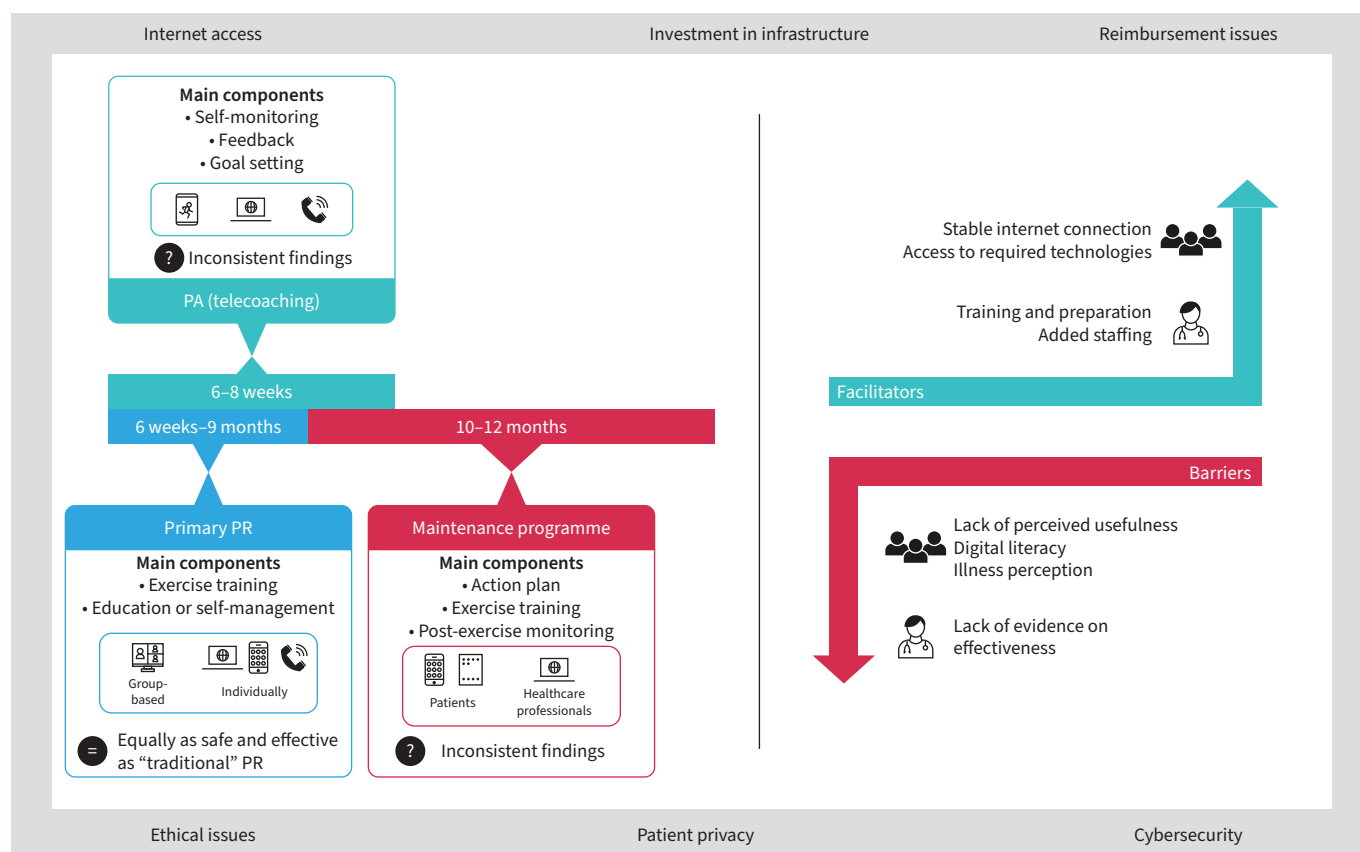 Internet access
Investment in infrastructure
Reimbursement issues
Main components
• Self-monitoring
• Feedback
• Goal setting
? Inconsistent findings
PA (telecoaching)
6–8 weeks
6 weeks–9 months
10–12 months
Primary PR
Main components
• Exercise training
• Education or self-management
Group-
based
Individually
= Equally as safe and effective
as “traditional” PR
Maintenance programme
Main components
• Action plan
• Exercise training
• Post-exercise monitoring
Patients
Healthcare
professionals
? Inconsistent findings
Stable internet connection
Access to required technologies
Training and preparation
Added staffing
Facilitators
Barriers
Lack of perceived usefulness
Digital literacy
Illness perception
Lack of evidence on
effectiveness
Ethical issues
Patient privacy
Cybersecurity